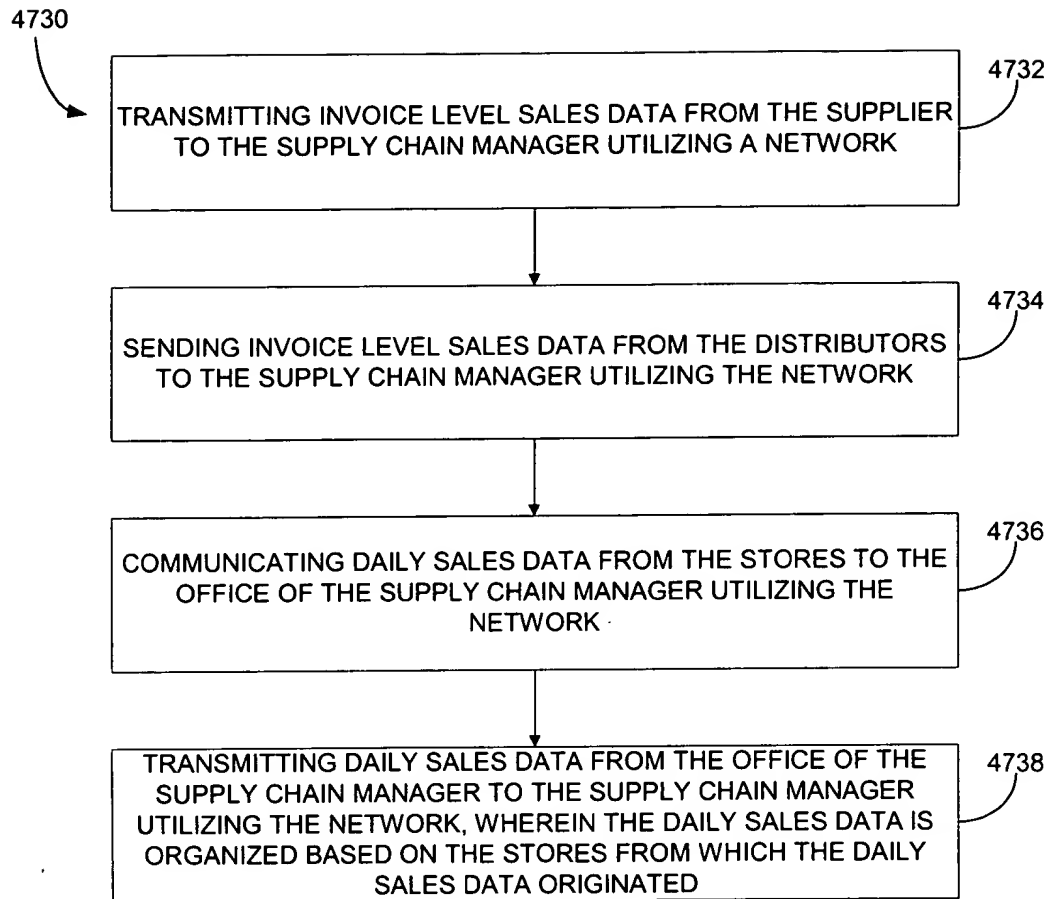 4730
4732
TRANSMITTING INVOICE LEVEL SALES DATA FROM THE SUPPLIER
TO THE SUPPLY CHAIN MANAGER UTILIZING A NETWORK
4734
SENDING INVOICE LEVEL SALES DATA FROM THE DISTRIBUTORS
TO THE SUPPLY CHAIN MANAGER UTILIZING THE NETWORK
4736
COMMUNICATING DAILY SALES DATA FROM THE STORES TO THE
OFFICE OF THE SUPPLY CHAIN MANAGER UTILIZING THE
NETWORK
4738
TRANSMITTING DAILY SALES DATA FROM THE OFFICE OF THE
SUPPLY CHAIN MANAGER TO THE SUPPLY CHAIN MANAGER
UTILIZING THE NETWORK, WHEREIN THE DAILY SALES DATA IS
ORGANIZED BASED ON THE STORES FROM WHICH THE DAILY
SALES DATA ORIGINATED